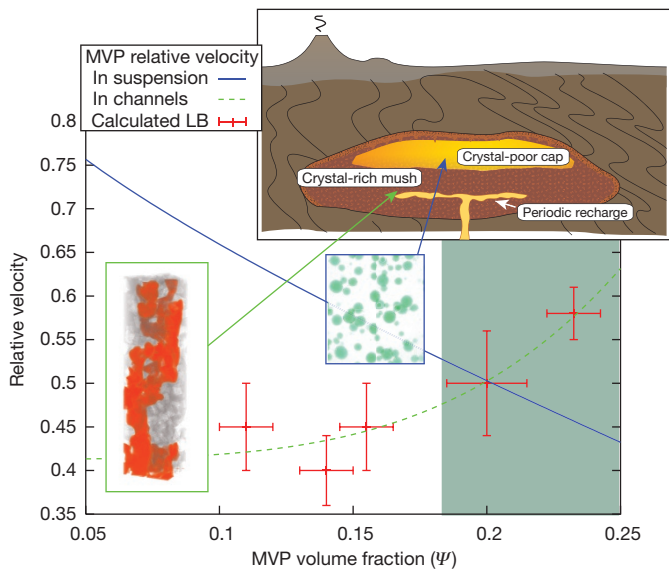 MVP relative velocity
In suspension
In channels
Calculated LB
Crystal-poor cap
Crystal-rich mush
Periodic recharge
Relative velocity
0.8
0.75
0.7
0.65
0.6
0.55
0.5
0.45
0.4
0.35
0.05
0.1
0.15
0.2
0.25
MVP volume fraction (Ψ)